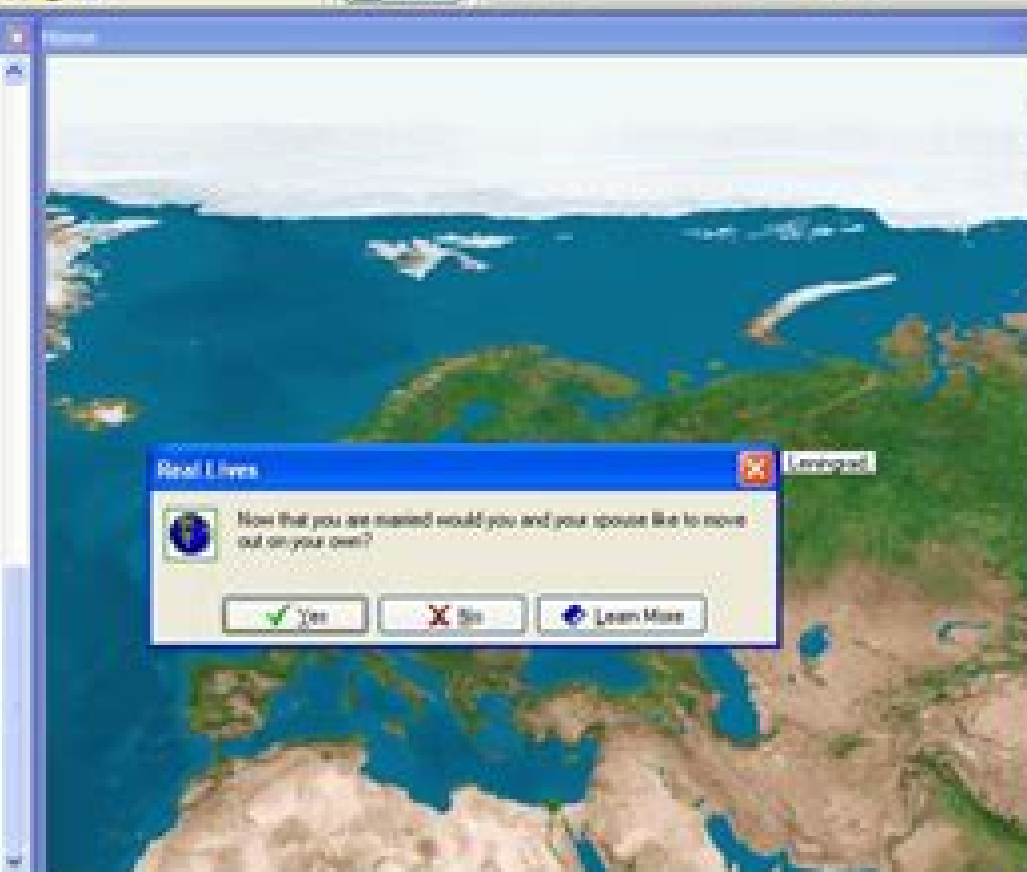 Real Lives
Now that you are married would you and your spouse like to move
out on your own?
Yes
No
Learn More